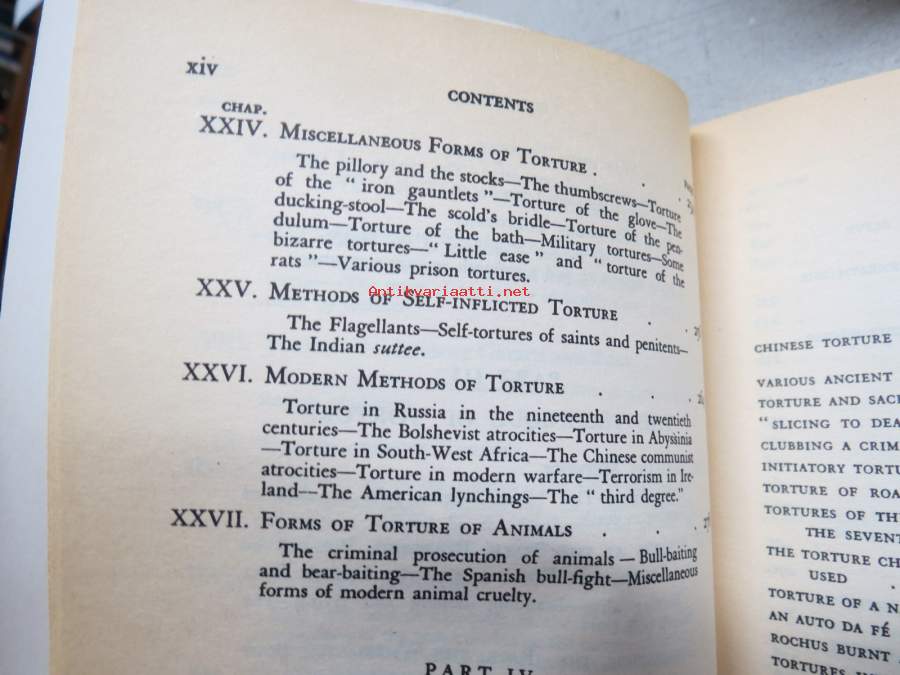 xiv
CONTENTS
CHAP.
XXIV. MISCELLANEOUS FORMS OF TORTURE . . .
The pillory and the stocks—The thumbscrews—Torture
of the “ iron gauntlets ”—Torture of the glove—The
ducking-stool—The scold's bridle—Torture of the pen-
dulum—Torture of the bath—Military tortures—Some
bizarre tortures—“ Little ease ” and “ torture of the
rats ”—Various prison tortures.
Antikvariaatti.net
XXV. METHODS OF SELF-INFLICTED TORTURE . .
The Flagellants—Self-tortures of saints and penitents—
The Indian suttee.
XXVI. MODERN METHODS OF TORTURE . . .
Torture in Russia in the nineteenth and twentieth
centuries—The Bolshevist atrocities—Torture in Abyssinia
—Torture in South-West Africa—The Chinese communist
atrocities—Torture in modern warfare—Terrorism in Ire-
land—The American lynchings—The “ third degree.”
XXVII. FORMS OF TORTURE OF ANIMALS . . .
The criminal prosecution of animals — Bull-baiting
and bear-baiting—The Spanish bull-fight—Miscellaneous
forms of modern animal cruelty.
PART IV
CHINESE TORTURE
VARIOUS ANCIENT
TORTURE AND SAC
“SLICING TO DEA
CLUBBING A CRIM
INITIATORY TORTU
TORTURE OF ROA
TORTURES OF TH
THE SEVENT
THE TORTURE CH
USED .
TORTURE OF A N
AN AUTO DA FÉ
ROCHUS BURNT
TORTURES